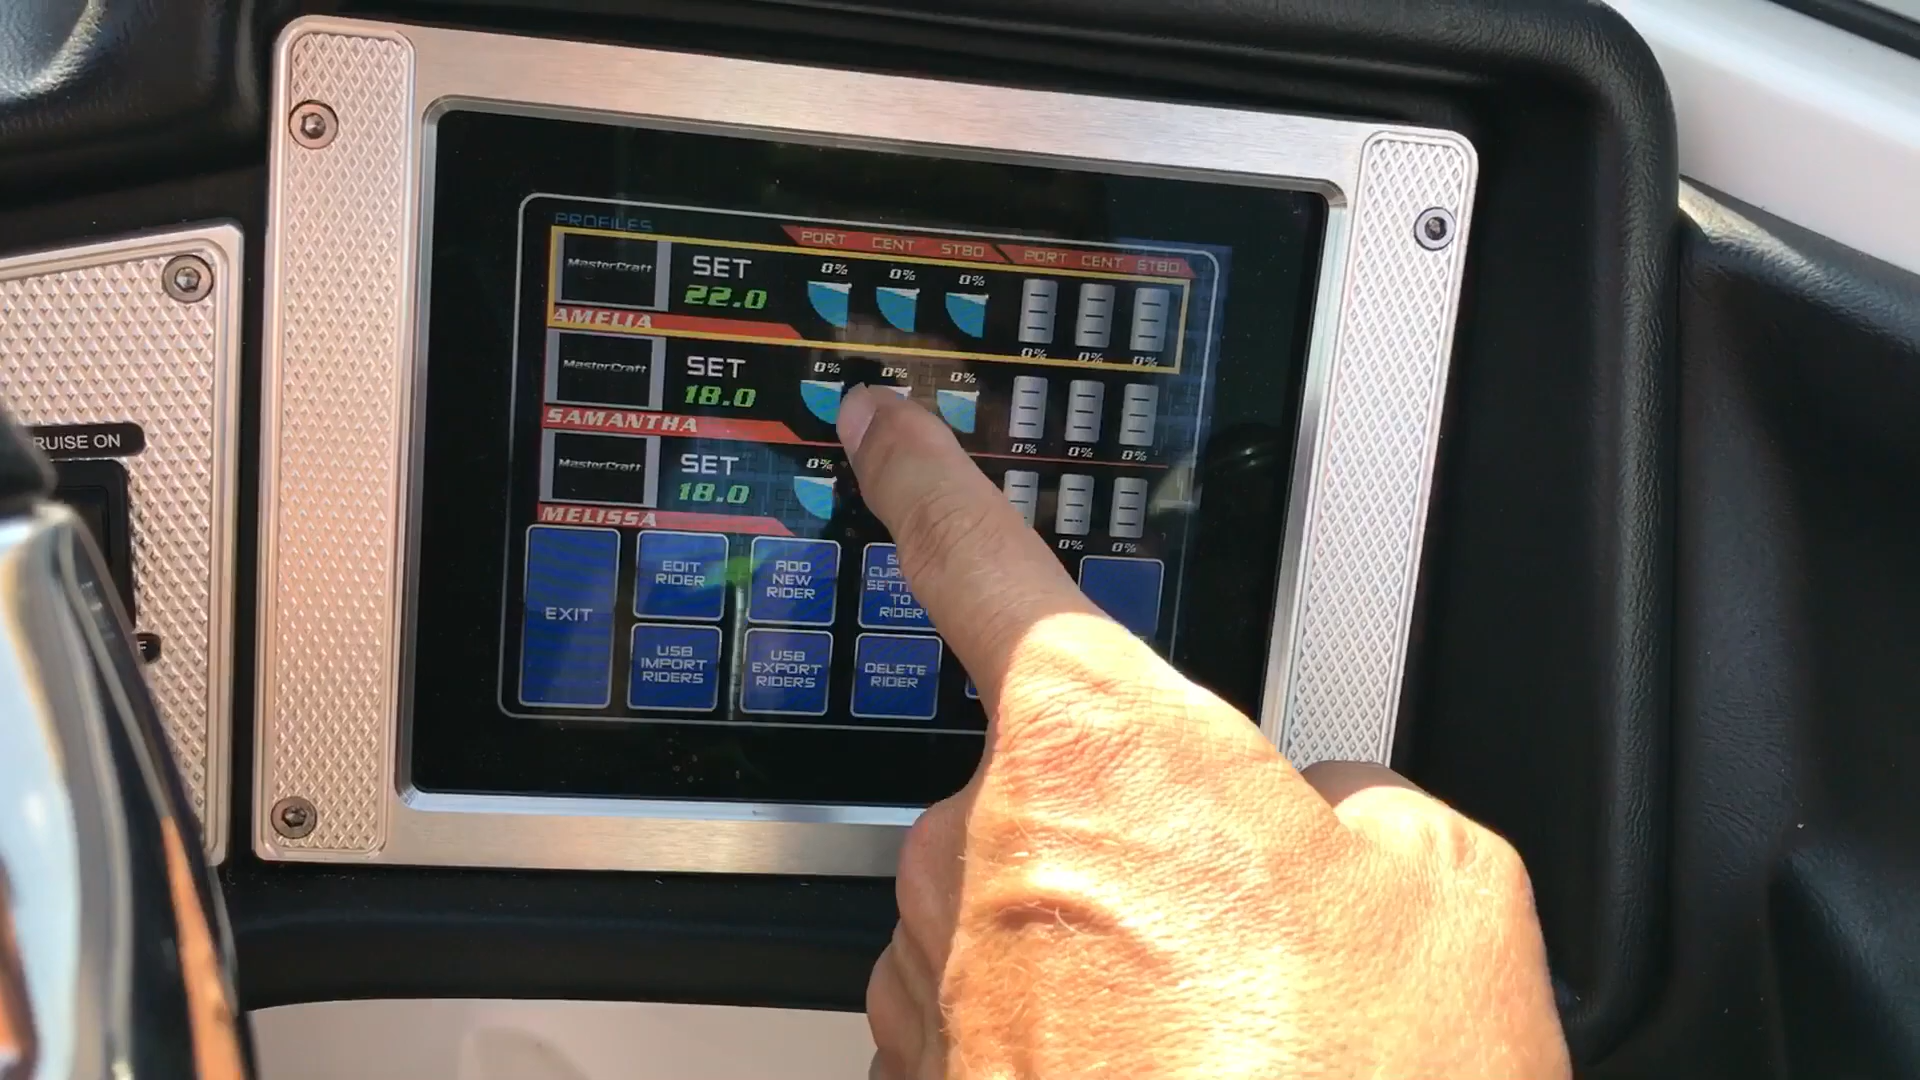 PROFILES
PORT CENT STBD PORT CENT STBD
MasterCraft SET 0% 0% 0%
22.0
AMELIA 0% 0% 0%
MasterCraft SET 0% 0% 0%
18.0
SAMANTHA 0% 0% 0%
MasterCraft SET 0%
18.0
MELISSA 0% 0%
EXIT
EDIT
RIDER
ADD
NEW
RIDER
TO
RIDER
USB
IMPORT
RIDERS
USB
EXPORT
RIDERS
DELETE
RIDER
RUISE ON